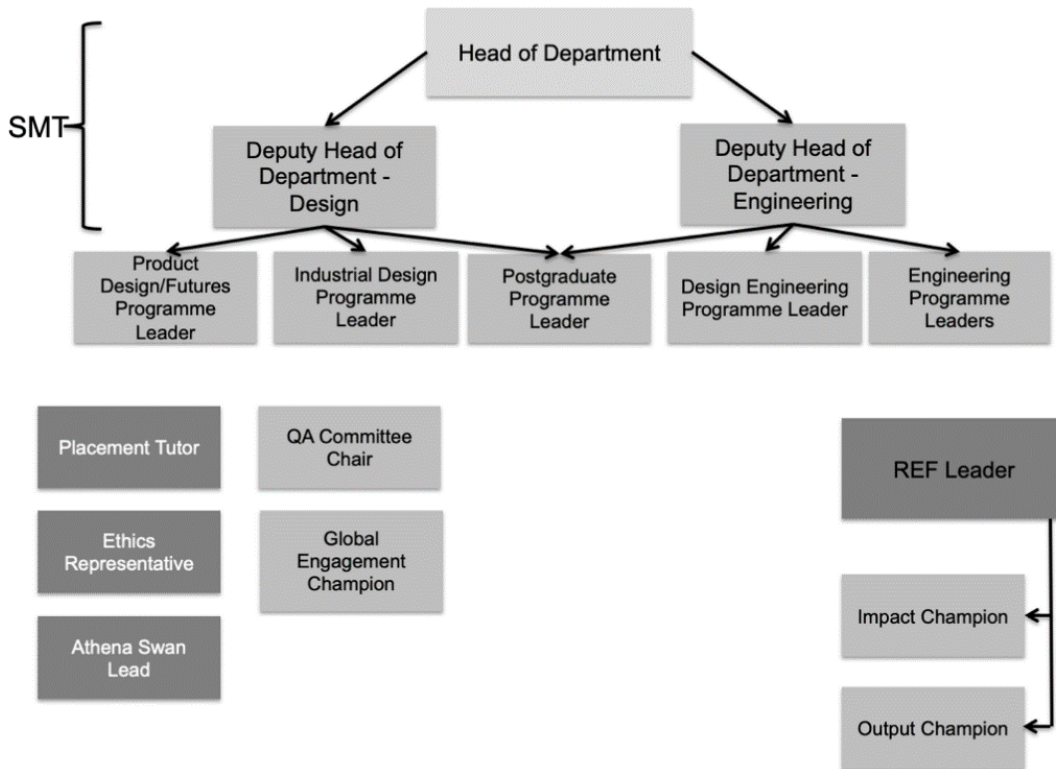 Head of Department
SMT
Deputy Head of
Department -
Design
Deputy Head of
Department -
Engineering
Product
Design/Futures
Programme
Leader
Industrial Design
Programme
Leader
Postgraduate
Programme
Leader
Design Engineering
Programme Leader
Engineering
Programme
Leaders
Placement Tutor
QA Committee
Chair
REF Leader
Ethics
Representative
Global
Engagement
Champion
Impact Champion
Athena Swan
Lead
Output Champion